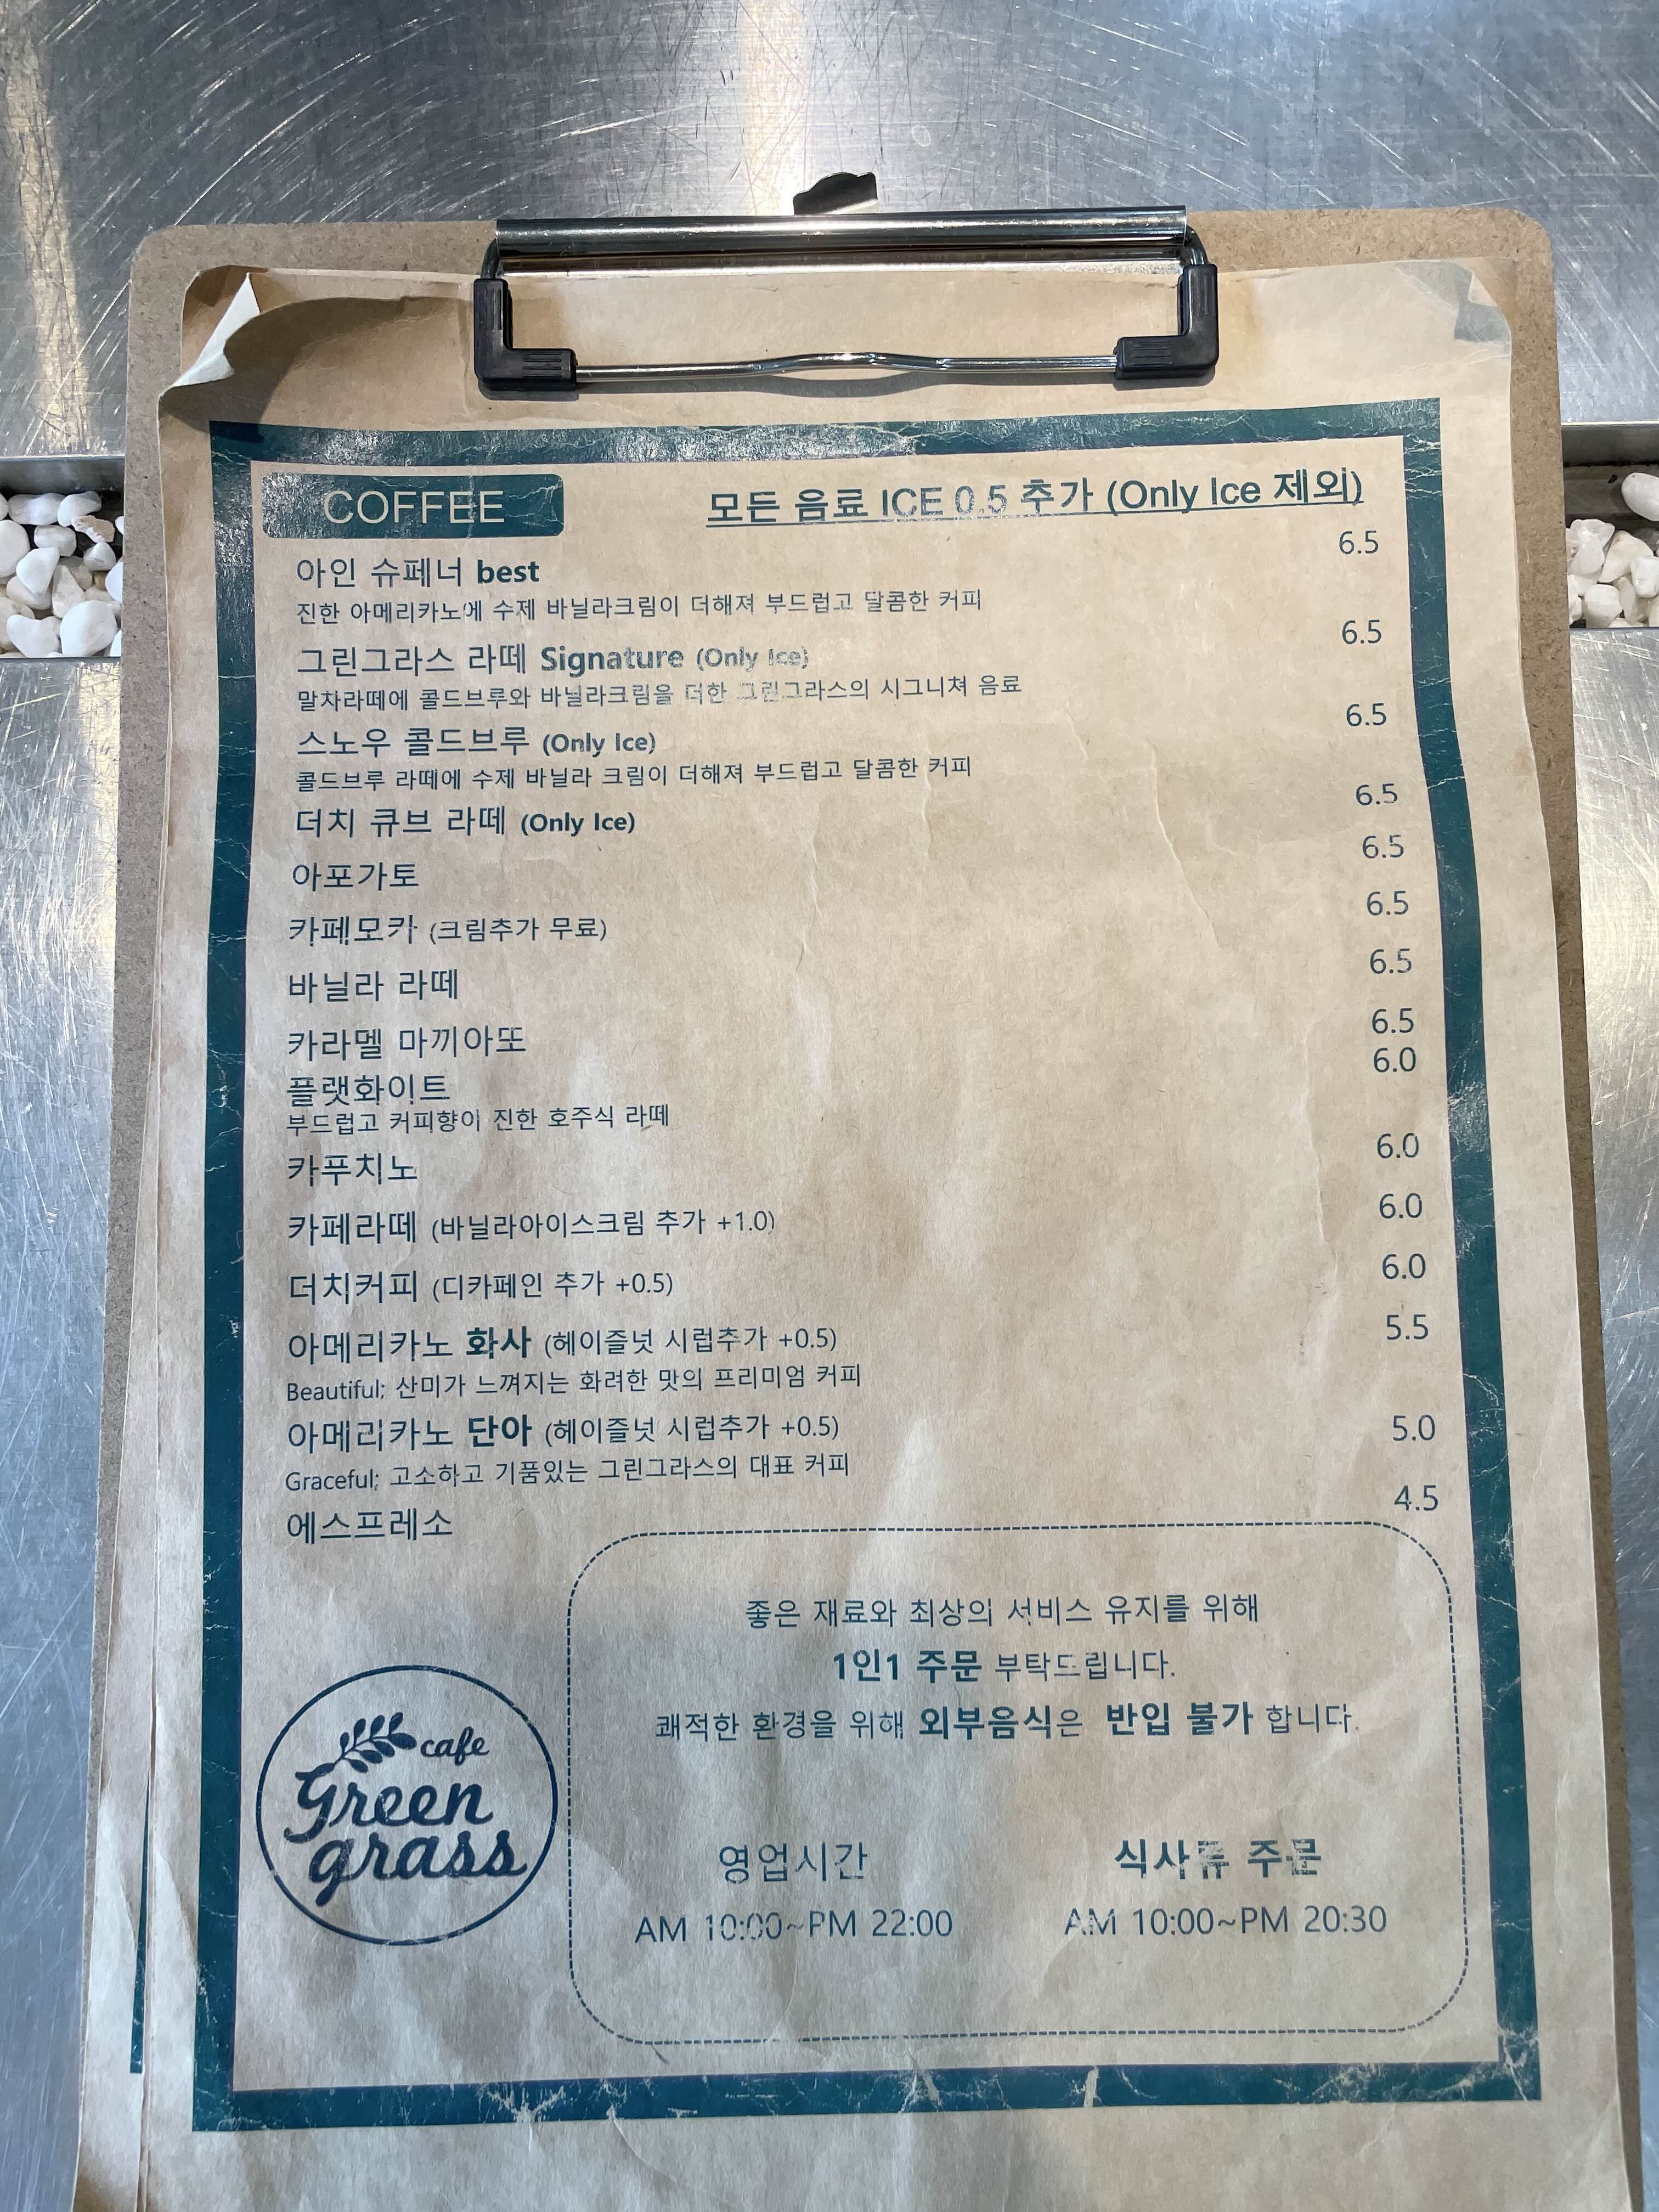 COFFEE
모든 음료 ICE 0.5 추가 (Only Ice 제외)
아인 슈페너 best 6.5
진한 아메리카노에 수제 바닐라크림이 더해져 부드럽고 달콤한 커피
그린그라스 라떼 Signature (Only Ice) 6.5
말차라떼에 콜드브루와 바닐라크림을 더한 그린그라스의 시그니쳐 음료
스노우 콜드브루 (Only Ice) 6.5
콜드브루 라떼에 수제 바닐라 크림이 더해져 부드럽고 달콤한 커피
더치 큐브 라떼 (Only Ice) 6.5
아포가토 6.5
카페모카 (크림추가 무료) 6.5
바닐라 라떼 6.5
카라멜 마끼아또 6.5
플랫화이트 6.0
부드럽고 커피향이 진한 호주식 라떼
카푸치노 6.0
카페라떼 (바닐라아이스크림 추가 +1.0) 6.0
더치커피 (디카페인 추가 +0.5) 6.0
아메리카노 화사 (헤이즐넛 시럽추가 +0.5) 5.5
Beautiful; 산미가 느껴지는 화려한 맛의 프리미엄 커피
아메리카노 단아 (헤이즐넛 시럽추가 +0.5) 5.0
Graceful; 고소하고 기품있는 그린그라스의 대표 커피
에스프레소 4.5
좋은 재료와 최상의 서비스 유지를 위해
1인1 주문 부탁드립니다.
쾌적한 환경을 위해 외부음식은 반입 불가 합니다.
cafe
Green
grass
영업시간
AM 10:00~PM 22:00
식사류 주문
AM 10:00~PM 20:30